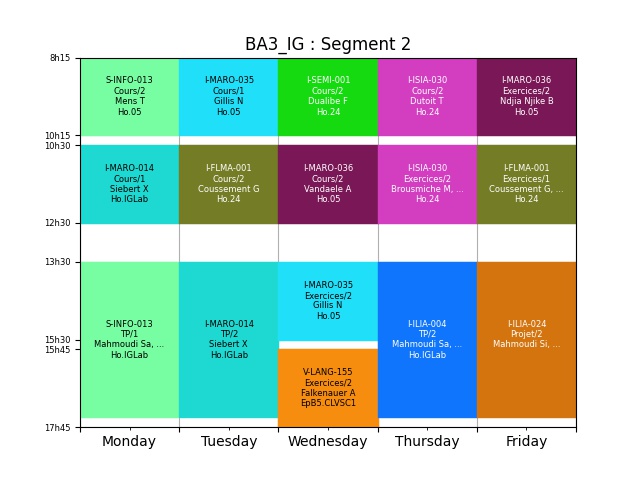 BA3_IG : Segment 2
8h15
S-INFO-013
Cours/2
Mens T
Ho.05
I-MARO-035
Cours/1
Gillis N
Ho.05
I-SEMI-001
Cours/2
Dualibe F
Ho.24
I-ISIA-030
Cours/2
Dutoit T
Ho.24
I-MARO-036
Exercices/2
Ndjia Njike B
Ho.05
10h15
10h30
I-MARO-014
Cours/1
Siebert X
Ho.IGLab
I-FLMA-001
Cours/2
Coussement G
Ho.24
I-MARO-036
Cours/2
Vandaele A
Ho.05
I-ISIA-030
Exercices/2
Brousmiche M, ...
Ho.24
I-FLMA-001
Exercices/1
Coussement G, ...
Ho.24
12h30
13h30
S-INFO-013
TP/1
Mahmoudi Sa, ...
Ho.IGLab
I-MARO-014
TP/2
Siebert X
Ho.IGLab
I-MARO-035
Exercices/2
Gillis N
Ho.05
I-ILIA-004
TP/2
Mahmoudi Sa, ...
Ho.IGLab
I-ILIA-024
Projet/2
Mahmoudi Si, ...
15h30
15h45
V-LANG-155
Exercices/2
Falkenauer A
EpB5.CLVSC1
17h45
Monday
Tuesday
Wednesday
Thursday
Friday